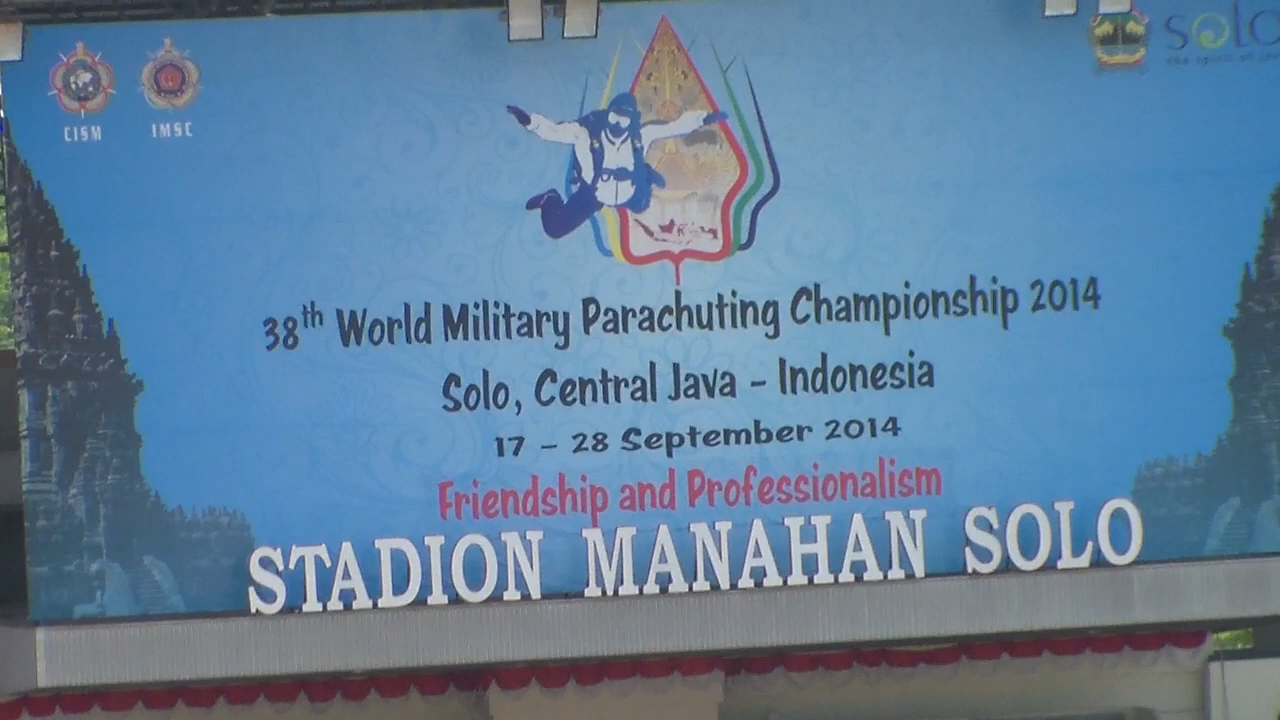 CISM IMSC
solo
38th World Military Parachuting Championship 2014
Solo, Central Java - Indonesia
17 - 28 September 2014
Friendship and Professionalism
STADION MANAHAN SOLO